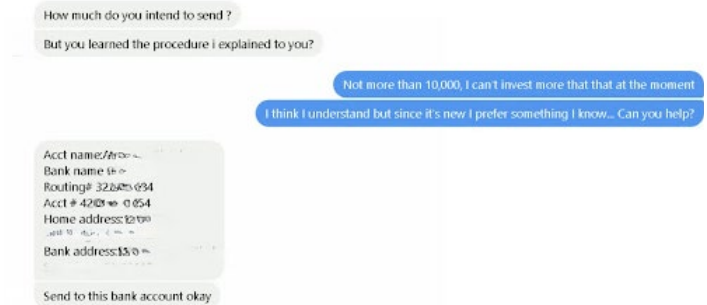 How much do you intend to send ?
But you learned the procedure i explained to you?
Not more than 10,000, I can't invest more that that at the moment
I think I understand but since it's new I prefer something I know... Can you help?
Acct name:
Bank name
Routing#
Acct #
Home address:
Bank address:
Send to this bank account okay